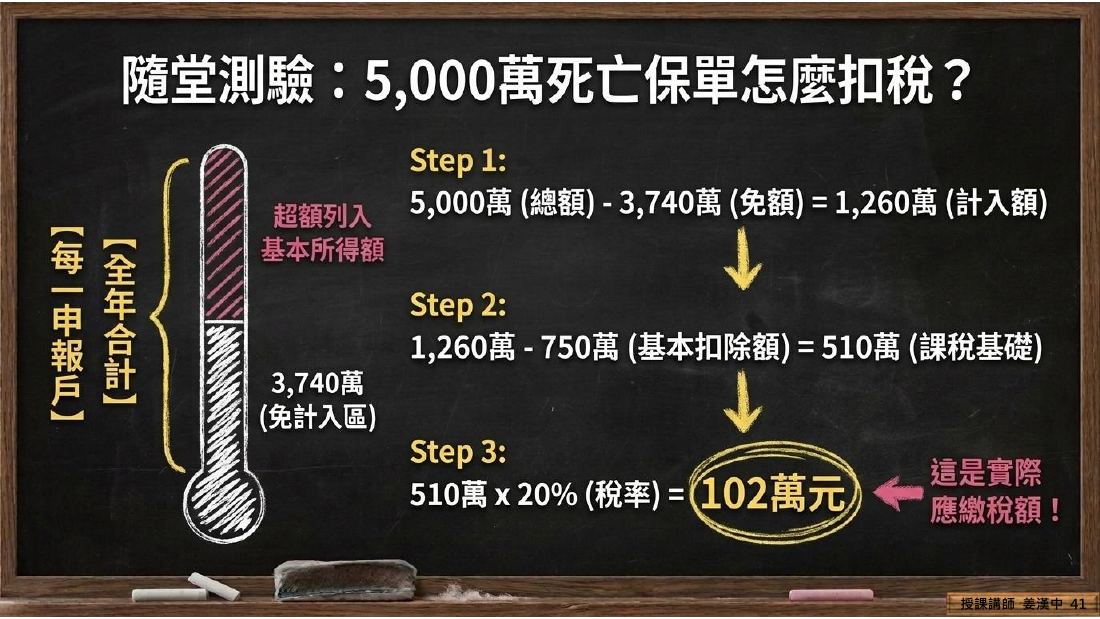 隨堂測驗：5,000萬死亡保單怎麼扣稅？
【每一申報戶】
【全年合計】
超額列入
基本所得額
3,740萬
(免計入區)
Step 1:
5,000萬 (總額) - 3,740萬 (免額) = 1,260萬 (計入額)
Step 2:
1,260萬 - 750萬 (基本扣除額) = 510萬 (課稅基礎)
Step 3:
510萬 x 20% (稅率) = 102萬元
這是實際
應繳稅額！
授課講師 姜漢中 41